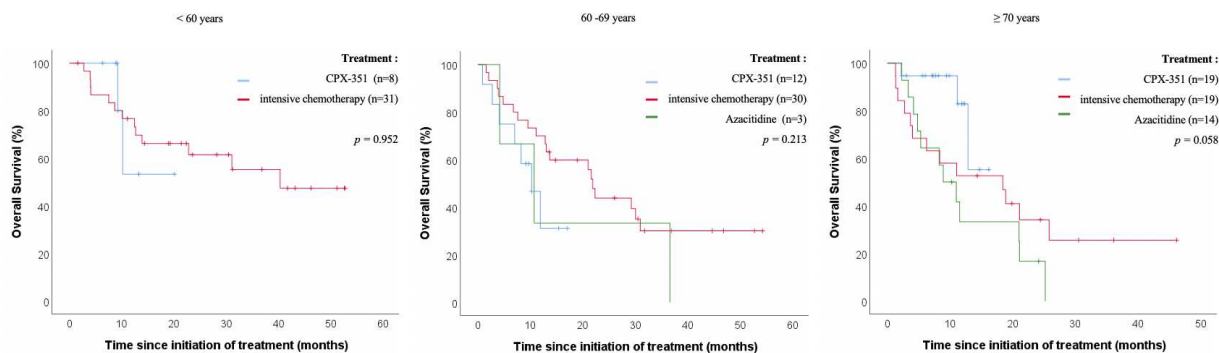 < 60 years
60 -69 years
≥ 70 years
Treatment :
CPX-351 (n=8)
intensive chemotherapy (n=31)
p = 0.952
Overall Survival (%)
100
80
60
40
20
0
0 10 20 30 40 50 60
Time since initiation of treatment (months)
Treatment :
CPX-351 (n=12)
intensive chemotherapy (n=30)
Azacitidine (n=3)
p = 0.213
Overall Survival (%)
100
80
60
40
20
0
0 10 20 30 40 50 60
Time since initiation of treatment (months)
Treatment :
CPX-351 (n=19)
intensive chemotherapy (n=19)
Azacitidine (n=14)
p = 0.058
Overall Survival (%)
100
80
60
40
20
0
0 10 20 30 40 50
Time since initiation of treatment (months)